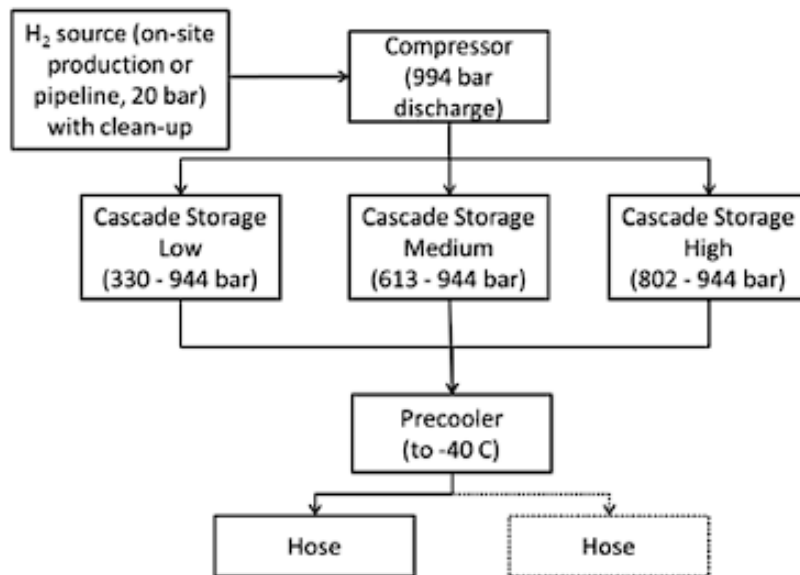 H₂ source (on-site
production or
pipeline, 20 bar)
with clean-up
Compressor
(994 bar
discharge)
Cascade Storage
Low
(330 - 944 bar)
Cascade Storage
Medium
(613 - 944 bar)
Cascade Storage
High
(802 - 944 bar)
Precooler
(to -40 C)
Hose
Hose